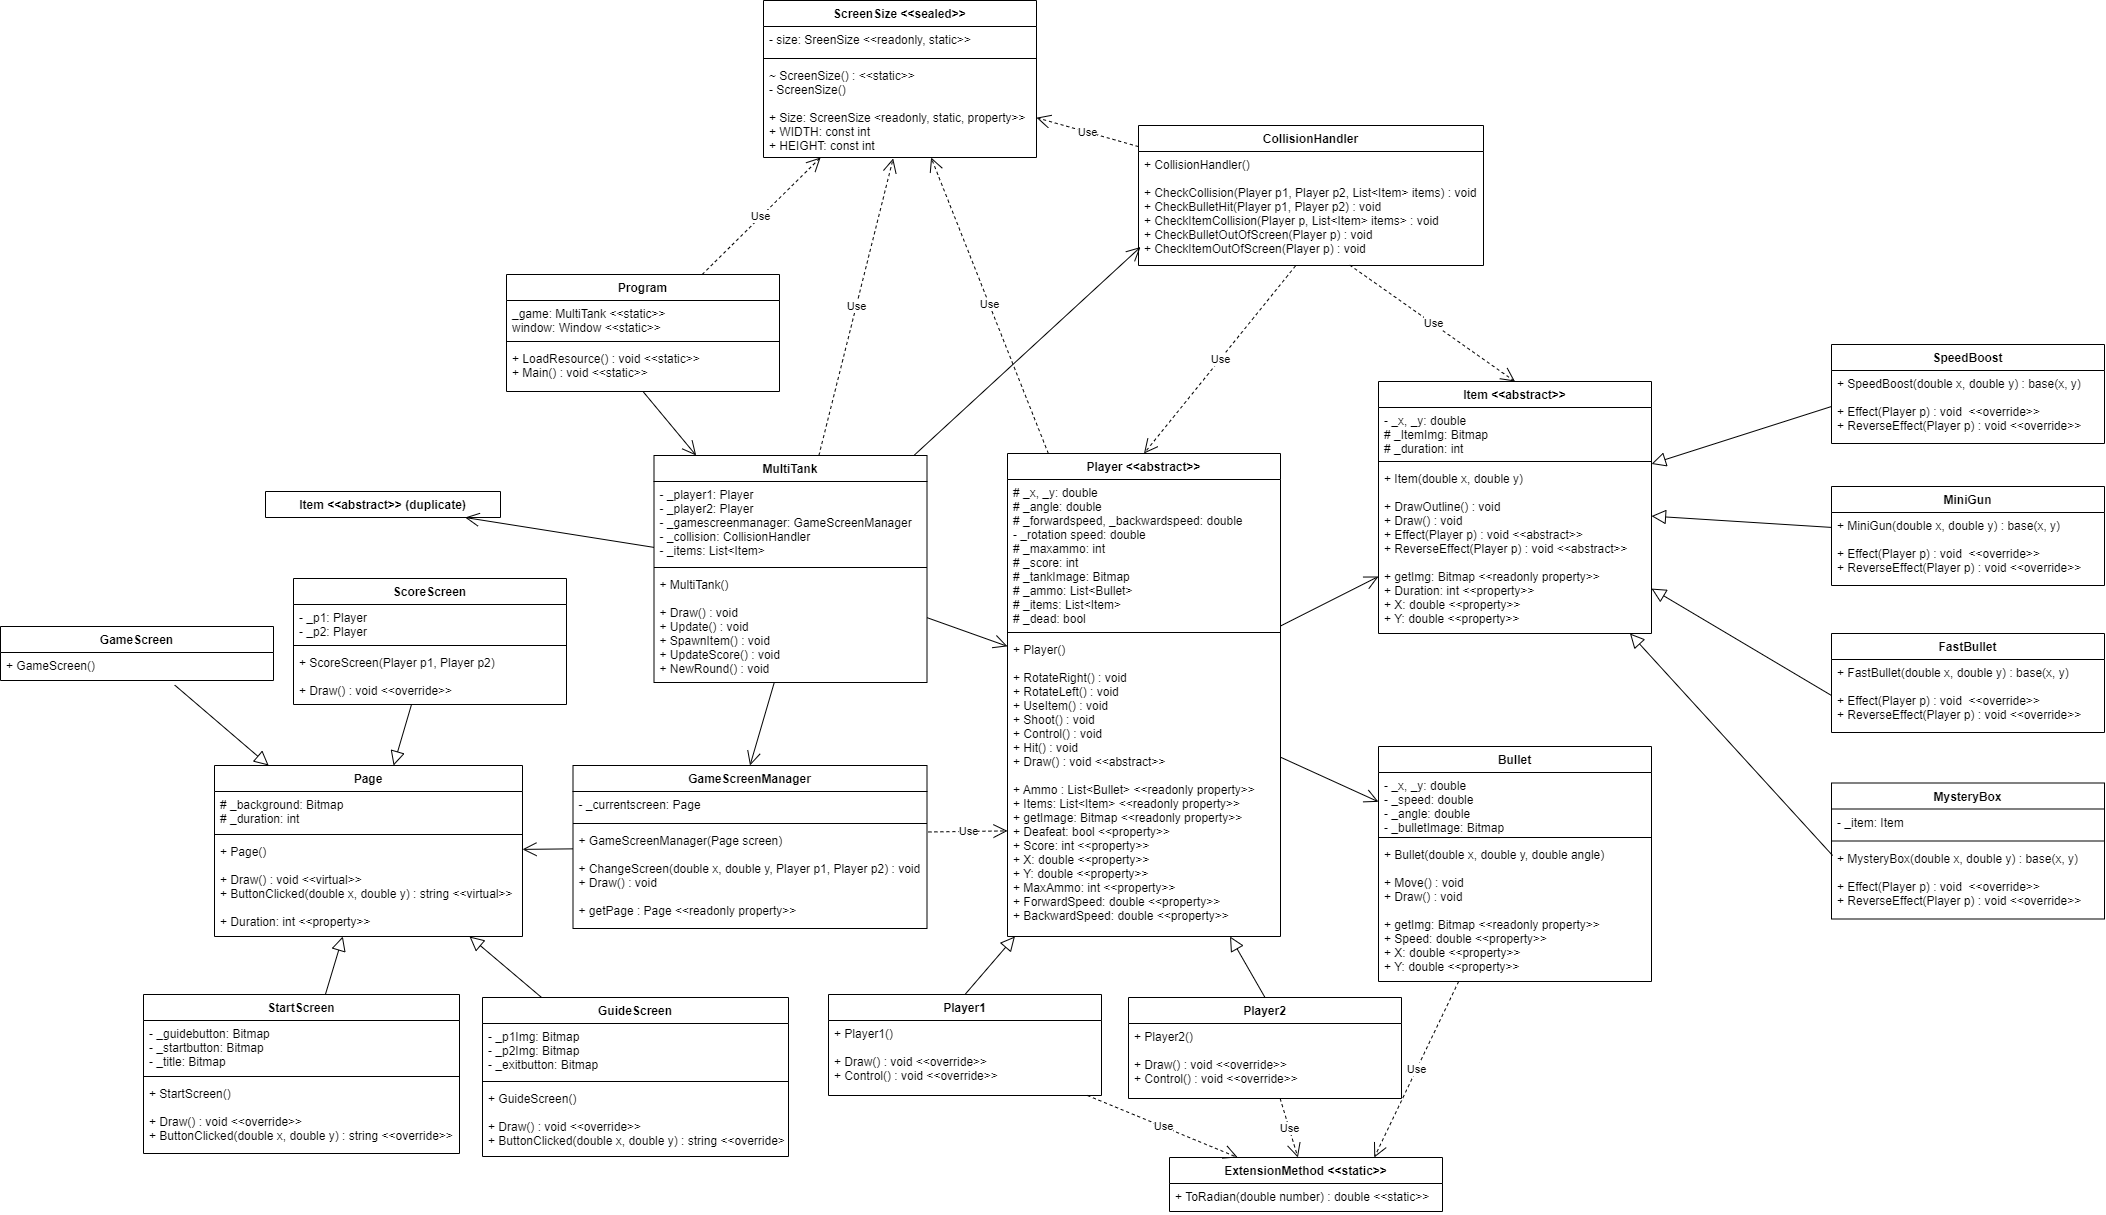 ScreenSize <<sealed>>
- size: SreenSize <<readonly, static>>
~ ScreenSize() : <<static>>
- ScreenSize()
+ Size: ScreenSize <readonly, static, property>>
+ WIDTH: const int
+ HEIGHT: const int
Use
CollisionHandler
+ CollisionHandler()
+ CheckCollision(Player p1, Player p2, List<Item> items) : void
+ CheckBulletHit(Player p1, Player p2) : void
+ CheckItemCollision(Player p, List<Item> items> : void
+ CheckBulletOutOfScreen(Player p) : void
+ CheckItemOutOfScreen(Player p) : void
Use
Use
Use
Use
Use
Program
_game: MultiTank <<static>>
window: Window <<static>>
+ LoadResource() : void <<static>>
+ Main() : void <<static>>
MultiTank
- _player1: Player
- _player2: Player
- _gamescreenmanager: GameScreenManager
- _collision: CollisionHandler
- _items: List<Item>
+ MultiTank()
+ Draw() : void
+ Update() : void
+ SpawnItem() : void
+ UpdateScore() : void
+ NewRound() : void
Item <<abstract>> (duplicate)
Player <<abstract>>
# _x, _y: double
# _angle: double
# _forwardspeed, _backwardspeed: double
- _rotation speed: double
# _maxammo: int
# _score: int
# _tankImage: Bitmap
# _ammo: List<Bullet>
# _items: List<Item>
# _dead: bool
+ Player()
+ RotateRight() : void
+ RotateLeft() : void
+ UseItem() : void
+ Shoot() : void
+ Control() : void
+ Hit() : void
+ Draw() : void <<abstract>>
+ Ammo : List<Bullet> <<readonly property>>
+ Items: List<Item> <<readonly property>>
+ getImage: Bitmap <<readonly property>>
+ Deafeat: bool <<property>>
+ Score: int <<property>>
+ X: double <<property>>
+ Y: double <<property>>
+ MaxAmmo: int <<property>>
+ ForwardSpeed: double <<property>>
+ BackwardSpeed: double <<property>>
Item <<abstract>>
- _x, _y: double
# _ItemImg: Bitmap
# _duration: int
+ Item(double x, double y)
+ DrawOutline() : void
+ Draw() : void
+ Effect(Player p) : void <<abstract>>
+ ReverseEffect(Player p) : void <<abstract>>
+ getImg: Bitmap <<readonly property>>
+ Duration: int <<property>>
+ X: double <<property>>
+ Y: double <<property>>
SpeedBoost
+ SpeedBoost(double x, double y) : base(x, y)
+ Effect(Player p) : void <<override>>
+ ReverseEffect(Player p) : void <<override>>
MiniGun
+ MiniGun(double x, double y) : base(x, y)
+ Effect(Player p) : void <<override>>
+ ReverseEffect(Player p) : void <<override>>
FastBullet
+ FastBullet(double x, double y) : base(x, y)
+ Effect(Player p) : void <<override>>
+ ReverseEffect(Player p) : void <<override>>
MysteryBox
- _item: Item
+ MysteryBox(double x, double y) : base(x, y)
+ Effect(Player p) : void <<override>>
+ ReverseEffect(Player p) : void <<override>>
Bullet
- _x, _y: double
- _speed: double
- _angle: double
- _bulletImage: Bitmap
+ Bullet(double x, double y, double angle)
+ Move() : void
+ Draw() : void
+ getImg: Bitmap <<readonly property>>
+ Speed: double <<property>>
+ X: double <<property>>
+ Y: double <<property>>
ScoreScreen
- _p1: Player
- _p2: Player
+ ScoreScreen(Player p1, Player p2)
+ Draw() : void <<override>>
GameScreen
+ GameScreen()
Page
# _background: Bitmap
# _duration: int
+ Page()
+ Draw() : void <<virtual>>
+ ButtonClicked(double x, double y) : string <<virtual>>
+ Duration: int <<property>>
GameScreenManager
- _currentscreen: Page
+ GameScreenManager(Page screen)
+ ChangeScreen(double x, double y, Player p1, Player p2) : void
+ Draw() : void
+ getPage : Page <<readonly property>>
Use
StartScreen
- _guidebutton: Bitmap
- _startbutton: Bitmap
- _title: Bitmap
+ StartScreen()
+ Draw() : void <<override>>
+ ButtonClicked(double x, double y) : string <<override>>
GuideScreen
- _p1Img: Bitmap
- _p2Img: Bitmap
- _exitbutton: Bitmap
+ GuideScreen()
+ Draw() : void <<override>>
+ ButtonClicked(double x, double y) : string <<override>
Player1
+ Player1()
+ Draw() : void <<override>>
+ Control() : void <<override>>
Player2
+ Player2()
+ Draw() : void <<override>>
+ Control() : void <<override>>
Use
Use
Use
ExtensionMethod <<static>>
+ ToRadian(double number) : double <<static>>